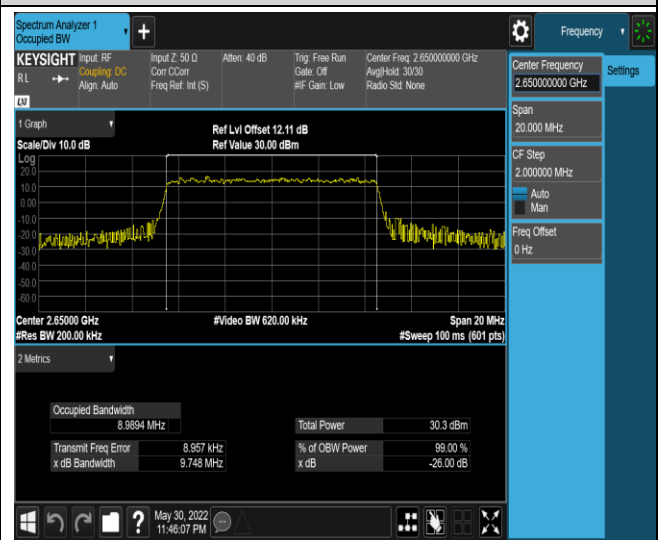 Spectrum Analyzer 1
Occupied BW
Frequency
KEYSIGHT
RL
LXI
Input: RF
Coupling: DC
Align: Auto
Input Z: 50 Ω
Corr CCorr
Freq Ref: Int (S)
Atten: 40 dB
Trig: Free Run
Gate: Off
#IF Gain: Low
Center Freq: 2.650000000 GHz
Avg|Hold: 30/30
Radio Std: None
Center Frequency
2.650000000 GHz
Settings
Span
20.000 MHz
CF Step
2.000000 MHz
Auto
Man
Freq Offset
0 Hz
1 Graph
Scale/Div 10.0 dB
Ref Lvl Offset 12.11 dB
Ref Value 30.00 dBm
Log
20.0
10.0
0.00
-10.0
-20.0
-30.0
-40.0
-50.0
-60.0
Center 2.65000 GHz
#Res BW 200.00 kHz
#Video BW 620.00 kHz
Span 20 MHz
#Sweep 100 ms (601 pts)
2 Metrics
Occupied Bandwidth
8.9894 MHz
Total Power 30.3 dBm
Transmit Freq Error 8.957 kHz
% of OBW Power 99.00 %
x dB Bandwidth 9.748 MHz
x dB -26.00 dB
?
May 30, 2022
11:46:07 PM